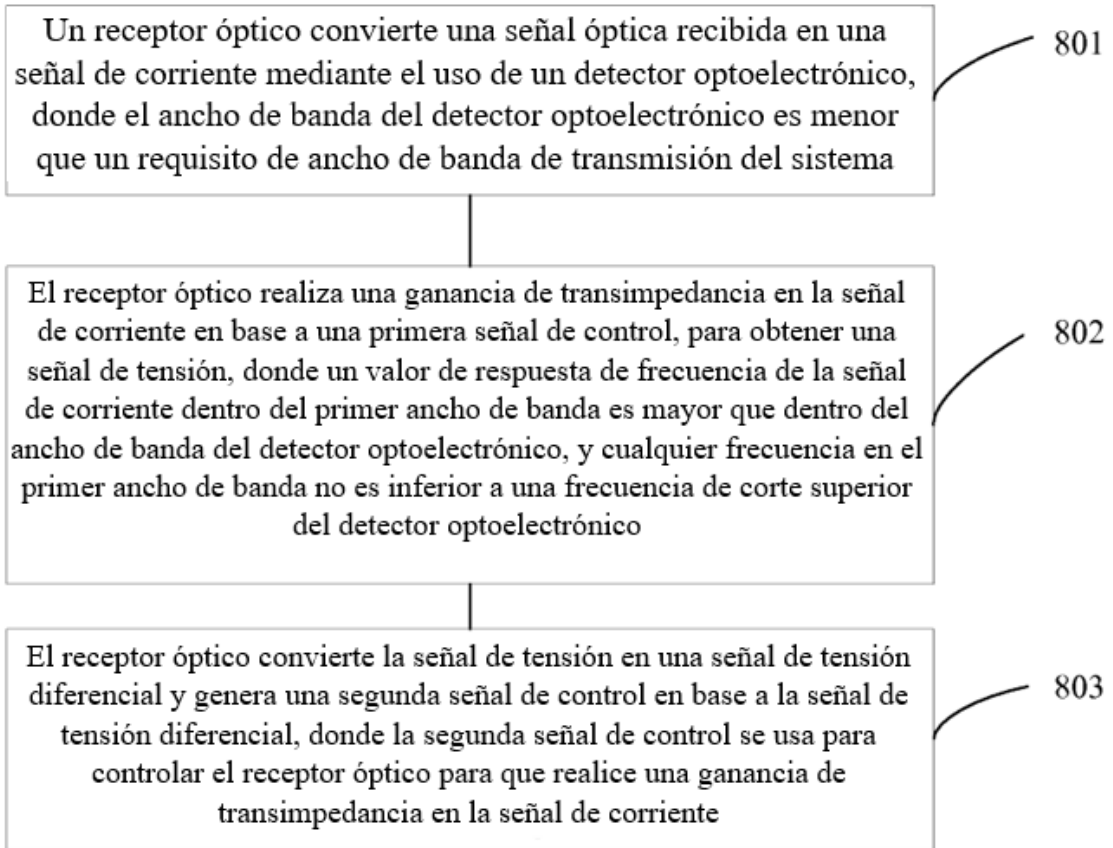 Un receptor óptico convierte una señal óptica recibida en una
señal de corriente mediante el uso de un detector optoelectrónico,
donde el ancho de banda del detector optoelectrónico es menor
que un requisito de ancho de banda de transmisión del sistema
801
El receptor óptico realiza una ganancia de transimpedancia en la señal
de corriente en base a una primera señal de control, para obtener una
señal de tensión, donde un valor de respuesta de frecuencia de la señal
de corriente dentro del primer ancho de banda es mayor que dentro del
ancho de banda del detector optoelectrónico, y cualquier frecuencia en el
primer ancho de banda no es inferior a una frecuencia de corte superior
del detector optoelectrónico
802
El receptor óptico convierte la señal de tensión en una señal de tensión
diferencial y genera una segunda señal de control en base a la señal de
tensión diferencial, donde la segunda señal de control se usa para
controlar el receptor óptico para que realice una ganancia de
transimpedancia en la señal de corriente
803